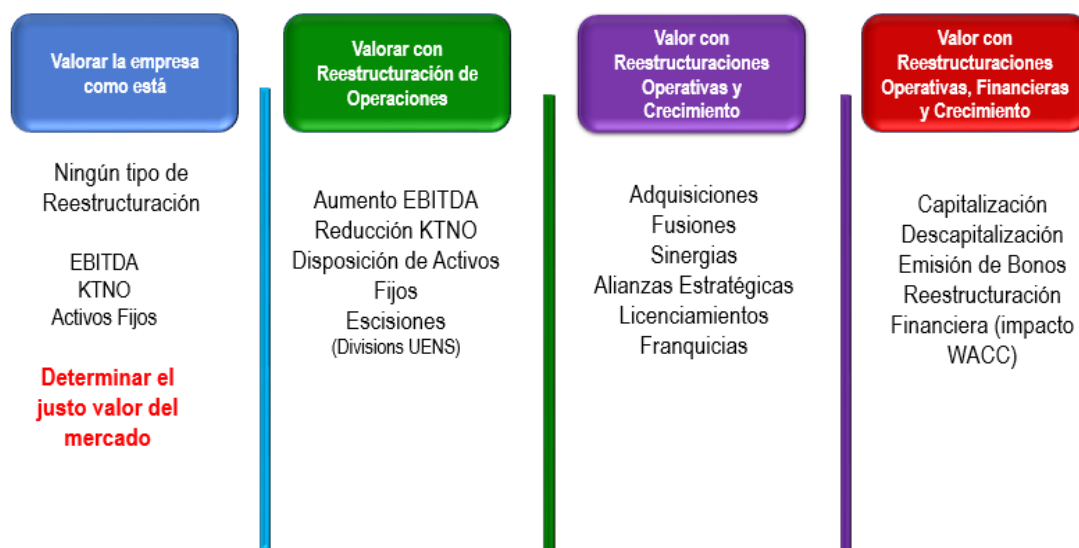 Valorar la empresa
como está
Ningún tipo de
Reestructuración
EBITDA
KTNO
Activos Fijos
Determinar el
justo valor del
mercado
Valorar con
Reestructuración de
Operaciones
Aumento EBITDA
Reducción KTNO
Disposición de Activos
Fijos
Escisiones
(Divisions UENS)
Valor con
Reestructuraciones
Operativas y
Crecimiento
Adquisiciones
Fusiones
Sinergias
Alianzas Estratégicas
Licenciamientos
Franquicias
Valor con
Reestructuraciones
Operativas, Financieras
y Crecimiento
Capitalización
Descapitalización
Emisión de Bonos
Reestructuración
Financiera (impacto
WACC)